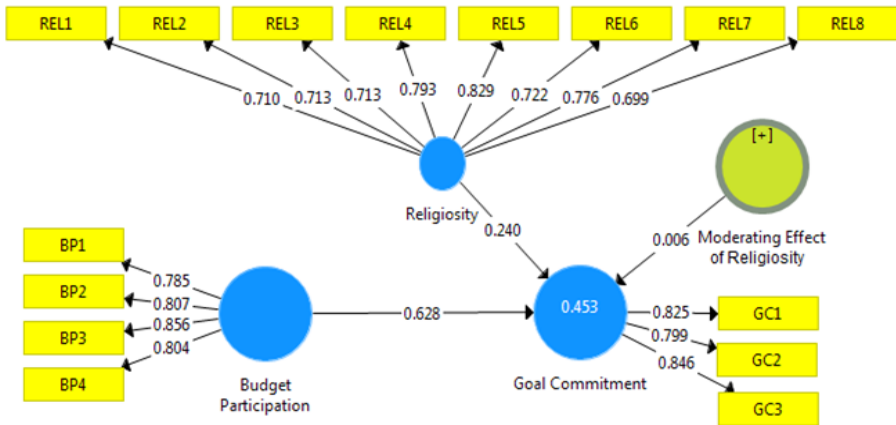 REL1 REL2 REL3 REL4 REL5 REL6 REL7 REL8
0.710 0.713 0.713 0.793 0.829 0.722 0.776 0.699
[+]
Religiosity
Moderating Effect
of Religiosity
0.240
0.006
BP1
BP2
BP3
BP4
0.785
0.807
0.856
0.804
0.628
0.453
0.825
0.799
0.846
GC1
GC2
GC3
Budget
Participation
Goal Commitment